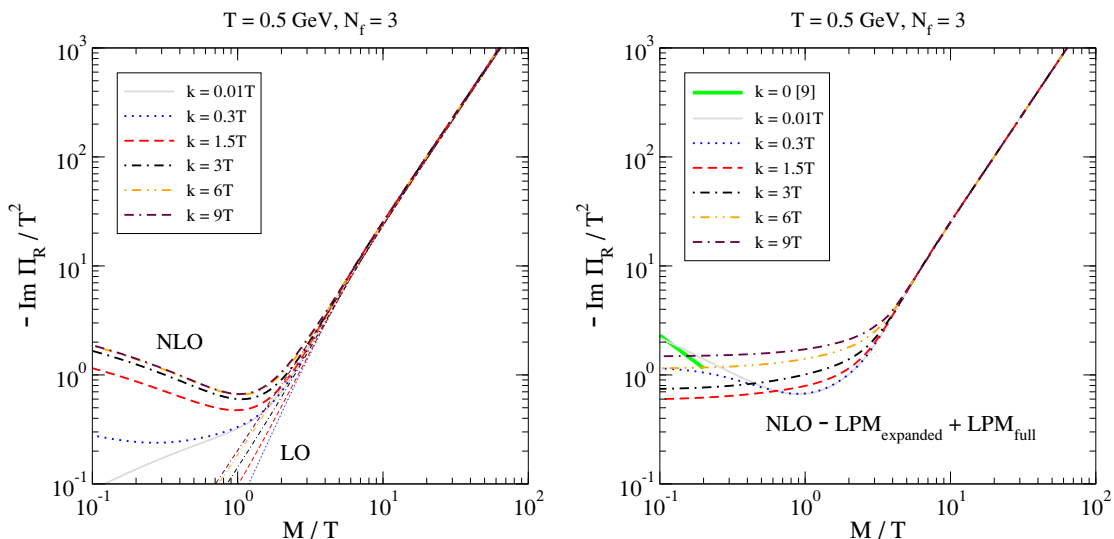 T = 0.5 GeV, N_f = 3
10^3
10^2
10^1
10^0
10^-1
- Im Π_R / T^2
k = 0.01T
k = 0.3T
k = 1.5T
k = 3T
k = 6T
k = 9T
NLO
LO
10^-1 10^0 10^1 10^2
M / T
T = 0.5 GeV, N_f = 3
10^3
10^2
10^1
10^0
10^-1
- Im Π_R / T^2
k = 0 [9]
k = 0.01T
k = 0.3T
k = 1.5T
k = 3T
k = 6T
k = 9T
NLO - LPM_expanded + LPM_full
10^-1 10^0 10^1 10^2
M / T